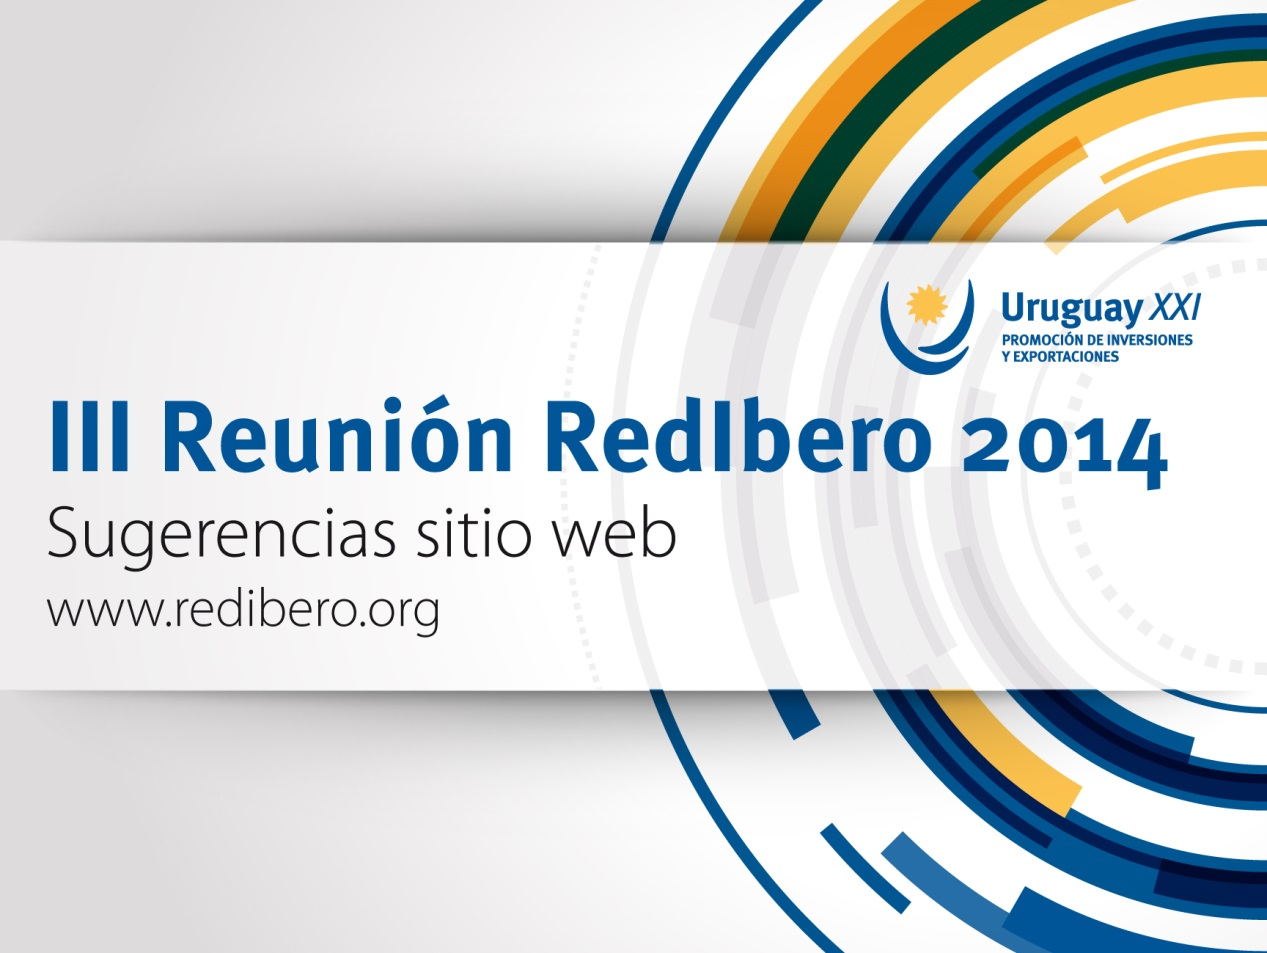 Uruguay XXI
PROMOCIÓN DE INVERSIONES
Y EXPORTACIONES
III Reunión RedIbero 2014
Sugerencias sitio web
www.redibero.org